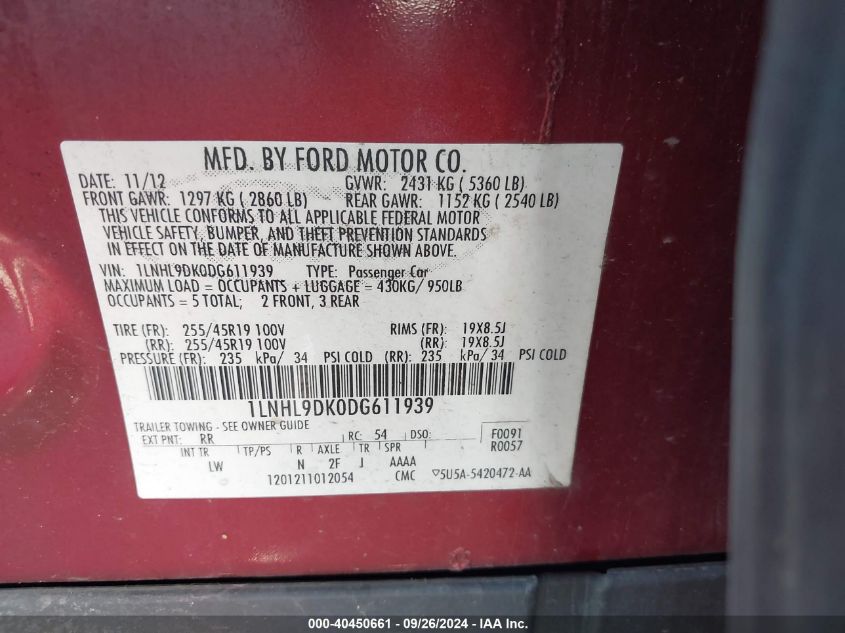 MFD. BY FORD MOTOR CO.
DATE: 11/12 GVWR: 2431 KG ( 5360 LB)
FRONT GAWR: 1297 KG ( 2860 LB) REAR GAWR: 1152 KG ( 2540 LB)
THIS VEHICLE CONFORMS TO ALL APPLICABLE FEDERAL MOTOR
VEHICLE SAFETY, BUMPER, AND THEFT PREVENTION STANDARDS
IN EFFECT ON THE DATE OF MANUFACTURE SHOWN ABOVE.
VIN: 1LNHL9DK0DG611939 TYPE: Passenger Car
MAXIMUM LOAD = OCCUPANTS + LUGGAGE = 430KG/ 950LB
OCCUPANTS = 5 TOTAL; 2 FRONT, 3 REAR
TIRE (FR): 255/45R19 100V RIMS (FR): 19X8.5J
(RR): 255/45R19 100V (RR): 19X8.5J
PRESSURE (FR): 235 kPa/ 34 PSI COLD (RR): 235 kPa/ 34 PSI COLD
1LNHL9DK0DG611939
TRAILER TOWING - SEE OWNER GUIDE
EXT PNT: RR RC: 54 DSO: F0091
R0057
INT TR TP/PS R AXLE TR SPR
LW N 2F J AAAA
1201211012054 CMC ▽5U5A-5420472-AA
000-40450661 - 09/26/2024 - IAA Inc.